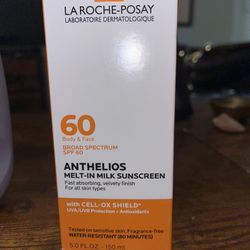 LA ROCHE-POSAY
LABORATOIRE DERMATOLOGIQUE
60
Body & Face
BROAD SPECTRUM
SPF 60
ANTHELIOS
MELT-IN MILK SUNSCREEN
Fast absorbing, velvety finish
For all skin types
with CELL-OX SHIELD®
UVA/UVB Protection + Antioxidants
Tested on sensitive skin. Fragrance-free
WATER RESISTANT (80 MINUTES)
5.0 FL.OZ. - 150 ml